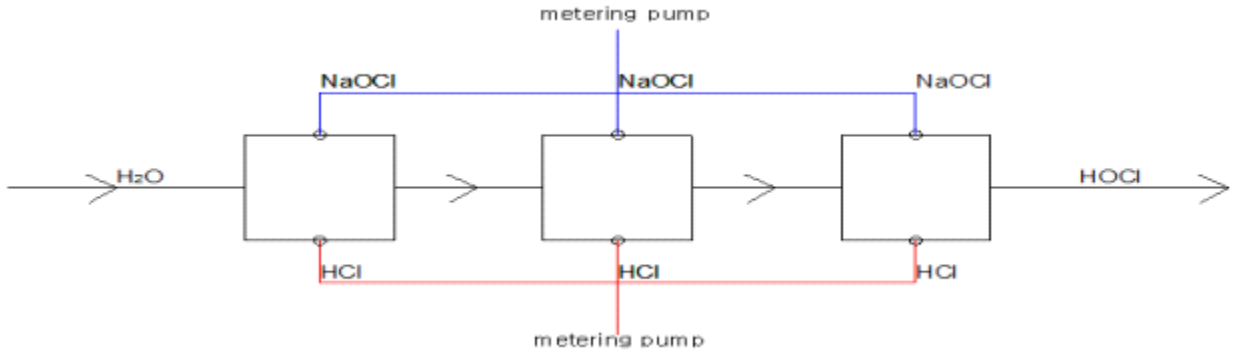 metering pump
NaOCl NaOCl NaOCl
H₂O HOCl
HCl HCl HCl
metering pump